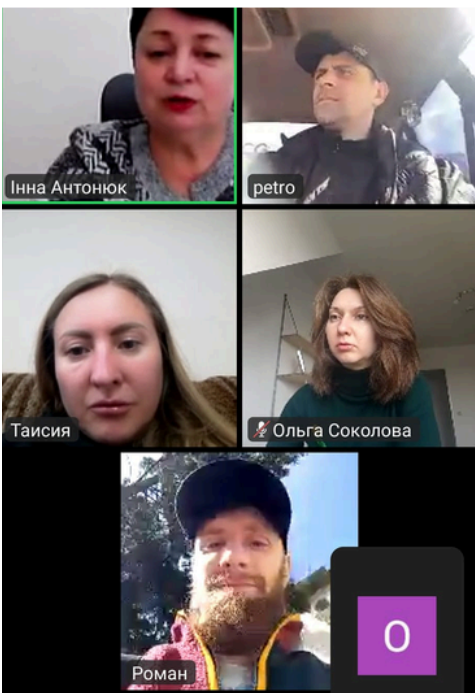 Інна Антонюк
petro
Таисия
Ольга Соколова
Роман
O